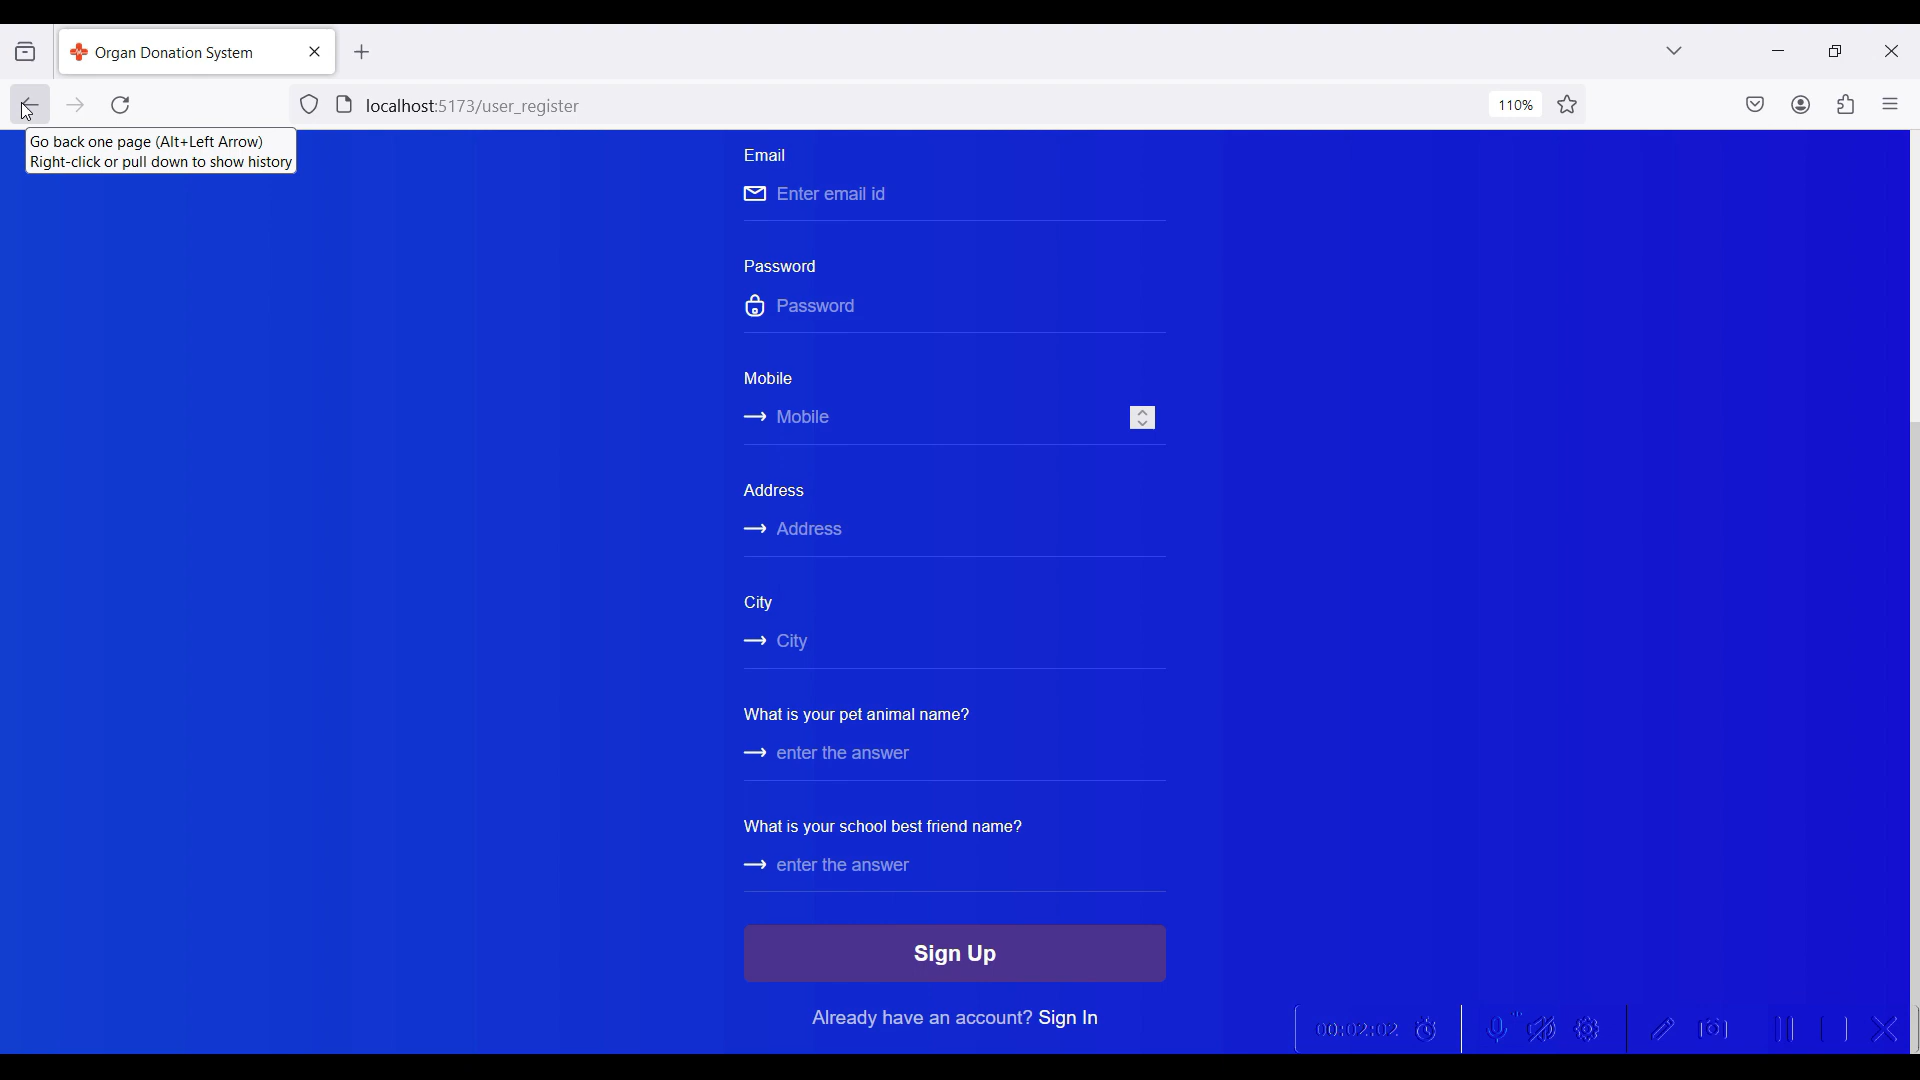 Organ Donation System
localhost:5173/user_register
110%
Go back one page (Alt+Left Arrow)
Right-click or pull down to show history
Email
Enter email id
Password
Password
Mobile
Mobile
Address
Address
City
City
What is your pet animal name?
enter the answer
What is your school best friend name?
enter the answer
Sign Up
Already have an account? Sign In
00:02:02